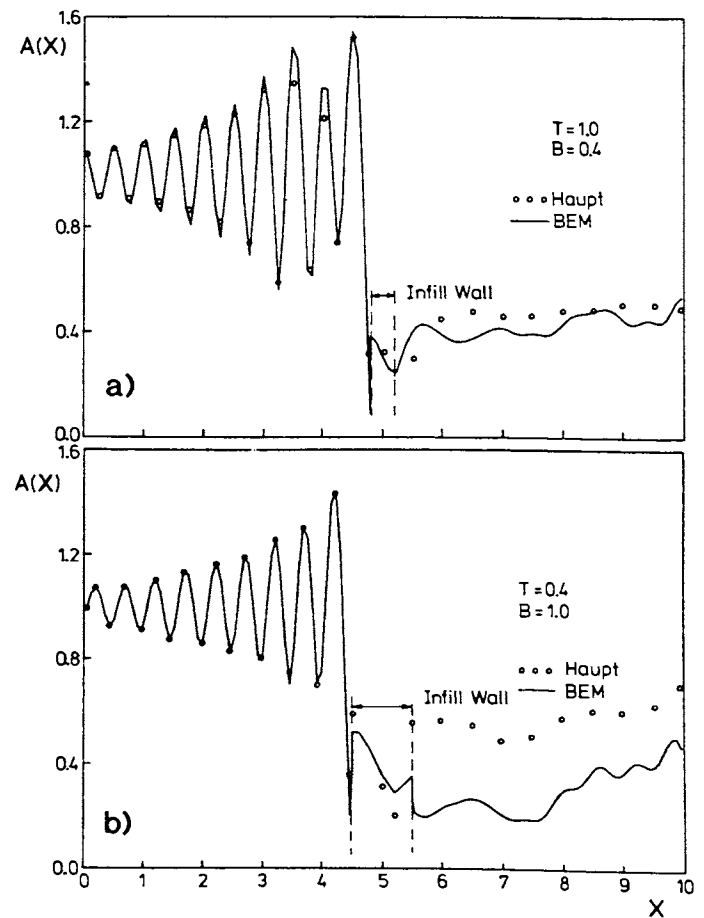 1.6
A(X)
1.2
T=1.0
B=0.4
Haupt
0.8
BEM
Infill Wall
0.4
a)
0.0
1.6
A(X)
1.2
T=0.4
B=1.0
Haupt
0.8
Infill Wall
BEM
0.4
b)
0.0
0 1 2 3 4 5 6 7 8 9 10
X